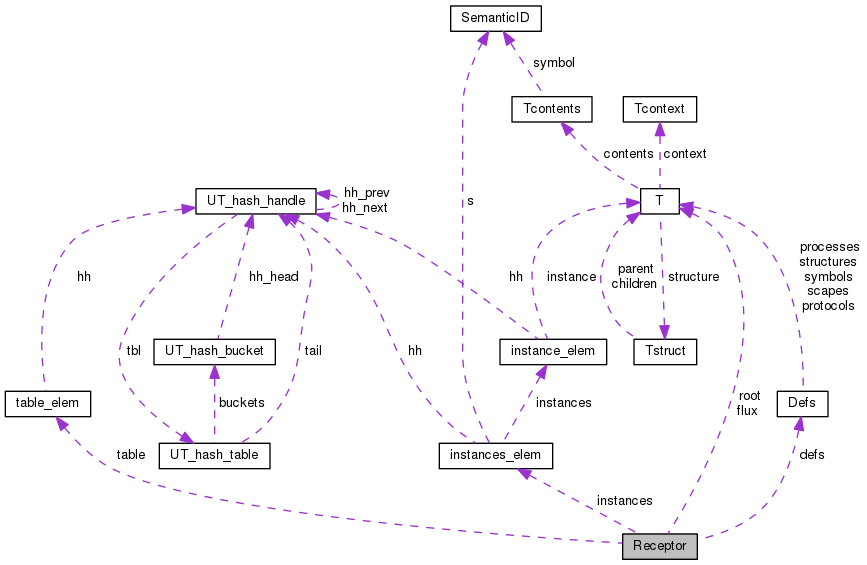 SemanticID
symbol
Tcontents
Tcontext
contents
context
UT_hash_handle
hh_prev
hh_next
s
T
hh
tbl
hh_head
tail
hh
hh
instance
parent
children
structure
processes
structures
symbols
scapes
protocols
UT_hash_bucket
instance_elem
Tstruct
table_elem
buckets
instances
root
flux
Defs
UT_hash_table
instances_elem
table
defs
instances
Receptor